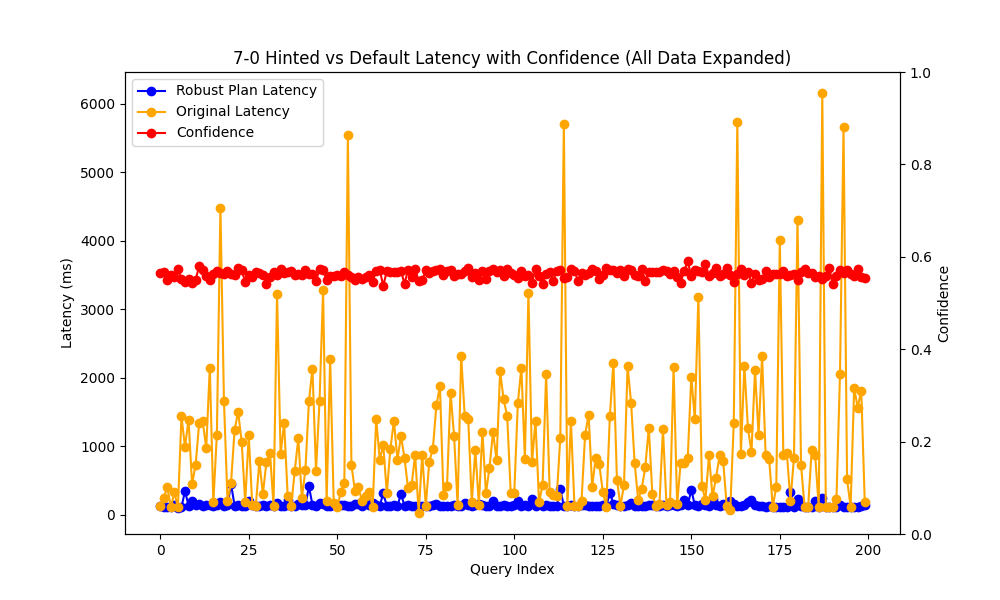 7-0 Hinted vs Default Latency with Confidence (All Data Expanded)
Robust Plan Latency
Original Latency
Confidence
Latency (ms)
6000
5000
4000
3000
2000
1000
0
1.0
0.8
0.6
0.4
0.2
0.0
Confidence
0 25 50 75 100 125 150 175 200
Query Index